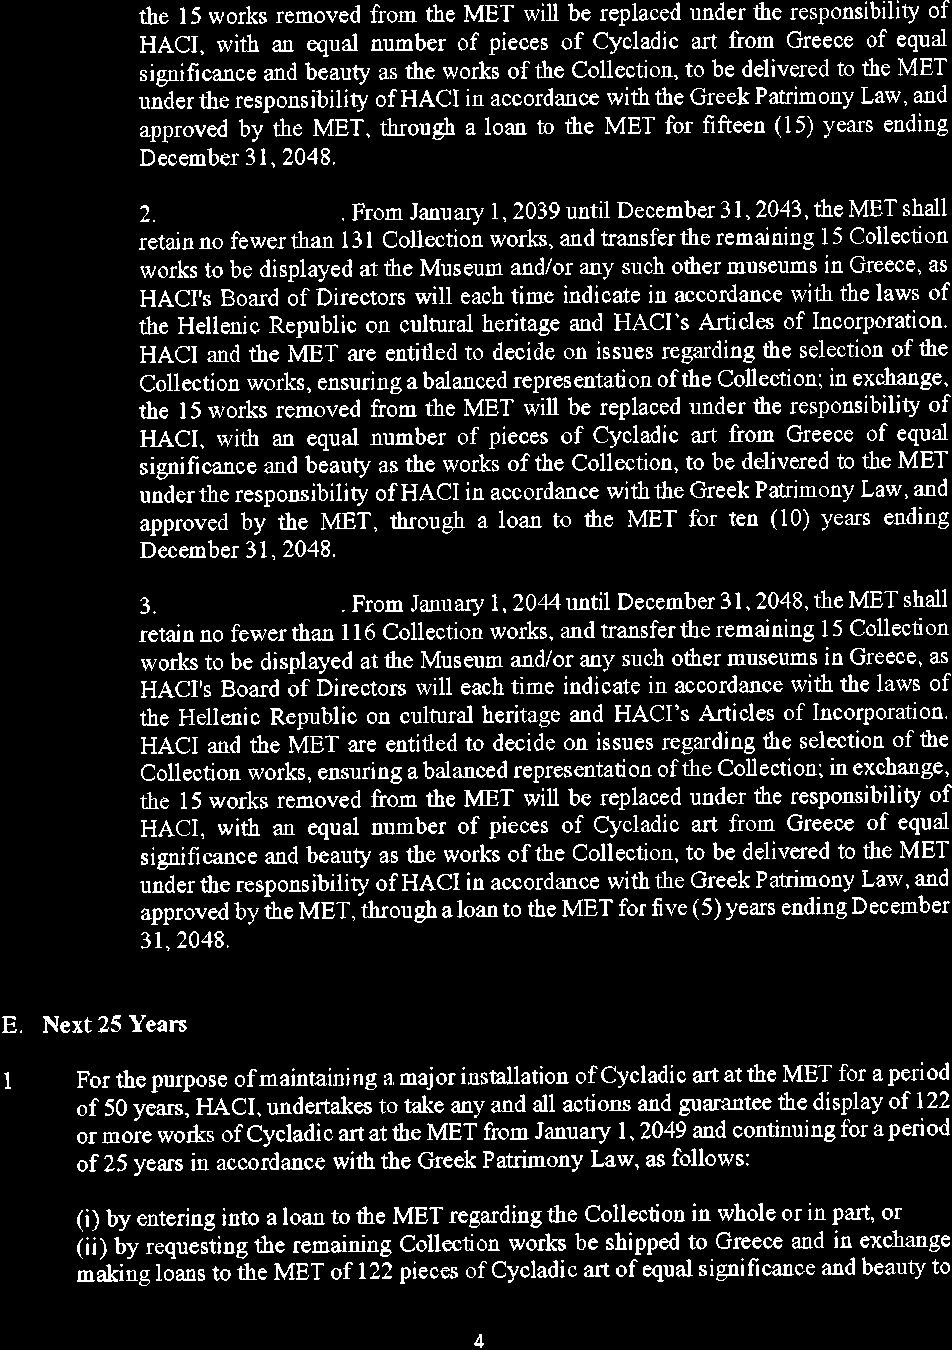 the 15 works removed from the MET will be replaced under the responsibility of
HACI, with an equal number of pieces of Cycladic art from Greece of equal
significance and beauty as the works of the Collection, to be delivered to the MET
under the responsibility of HACI in accordance with the Greek Patrimony Law, and
approved by the MET, through a loan to the MET for fifteen (15) years ending
December 31, 2048.
2. . From January 1, 2039 until December 31, 2043, the MET shall
retain no fewer than 131 Collection works, and transfer the remaining 15 Collection
works to be displayed at the Museum and/or any such other museums in Greece, as
HACI's Board of Directors will each time indicate in accordance with the laws of
the Hellenic Republic on cultural heritage and HACI's Articles of Incorporation.
HACI and the MET are entitled to decide on issues regarding the selection of the
Collection works, ensuring a balanced representation of the Collection; in exchange,
the 15 works removed from the MET will be replaced under the responsibility of
HACI, with an equal number of pieces of Cycladic art from Greece of equal
significance and beauty as the works of the Collection, to be delivered to the MET
under the responsibility of HACI in accordance with the Greek Patrimony Law, and
approved by the MET, through a loan to the MET for ten (10) years ending
December 31, 2048.
3. . From January 1, 2044 until December 31, 2048, the MET shall
retain no fewer than 116 Collection works, and transfer the remaining 15 Collection
works to be displayed at the Museum and/or any such other museums in Greece, as
HACI's Board of Directors will each time indicate in accordance with the laws of
the Hellenic Republic on cultural heritage and HACI's Articles of Incorporation.
HACI and the MET are entitled to decide on issues regarding the selection of the
Collection works, ensuring a balanced representation of the Collection; in exchange,
the 15 works removed from the MET will be replaced under the responsibility of
HACI, with an equal number of pieces of Cycladic art from Greece of equal
significance and beauty as the works of the Collection, to be delivered to the MET
under the responsibility of HACI in accordance with the Greek Patrimony Law, and
approved by the MET, through a loan to the MET for five (5) years ending December
31, 2048.
E. Next 25 Years
1 For the purpose of maintaining a major installation of Cycladic art at the MET for a period
of 50 years, HACI, undertakes to take any and all actions and guarantee the display of 122
or more works of Cycladic art at the MET from January 1, 2049 and continuing for a period
of 25 years in accordance with the Greek Patrimony Law, as follows:
(i) by entering into a loan to the MET regarding the Collection in whole or in part, or
(ii) by requesting the remaining Collection works be shipped to Greece and in exchange
making loans to the MET of 122 pieces of Cycladic art of equal significance and beauty to
4